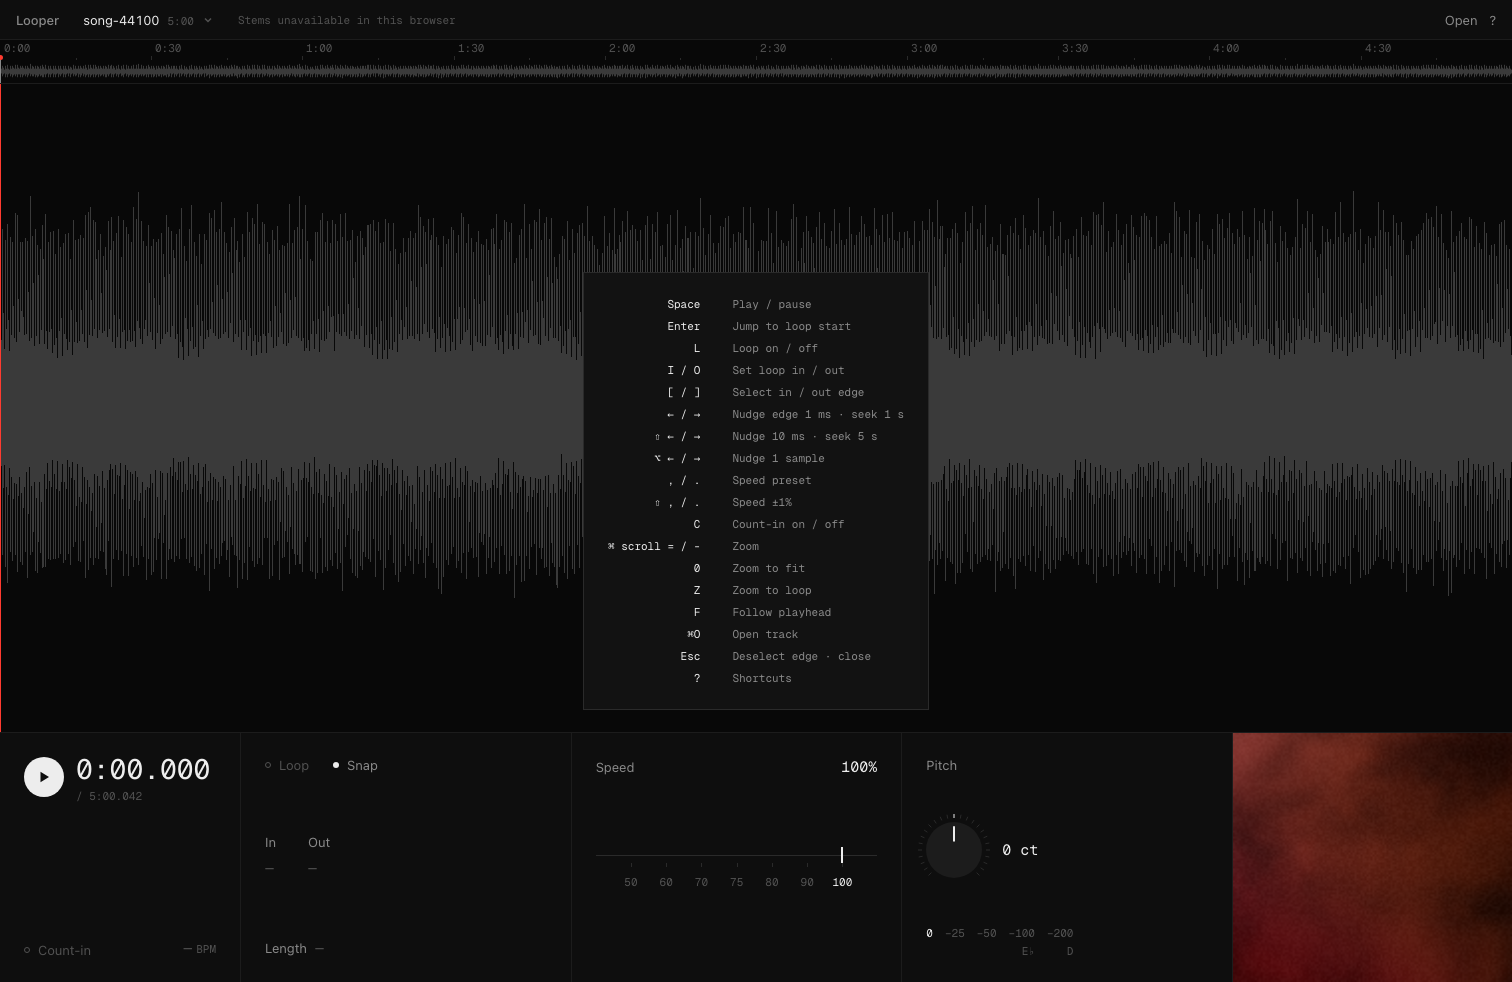 Looper song-44100 5:00 Stems unavailable in this browser Open ?
0:00 0:30 1:00 1:30 2:00 2:30 3:00 3:30 4:00 4:30
Space Play / pause
Enter Jump to loop start
L Loop on / off
I / O Set loop in / out
[ / ] Select in / out edge
← / → Nudge edge 1 ms · seek 1 s
⇧ ← / → Nudge 10 ms · seek 5 s
⌥ ← / → Nudge 1 sample
, / . Speed preset
⇧ , / . Speed ±1%
C Count-in on / off
⌘ scroll = / - Zoom
0 Zoom to fit
Z Zoom to loop
F Follow playhead
⌘O Open track
Esc Deselect edge · close
? Shortcuts
0:00.000
/ 5:00.042
Count-in — BPM
Loop Snap
In Out
— —
Length —
Speed 100%
50 60 70 75 80 90 100
Pitch
0 ct
0 -25 -50 -100 -200
E♭ D